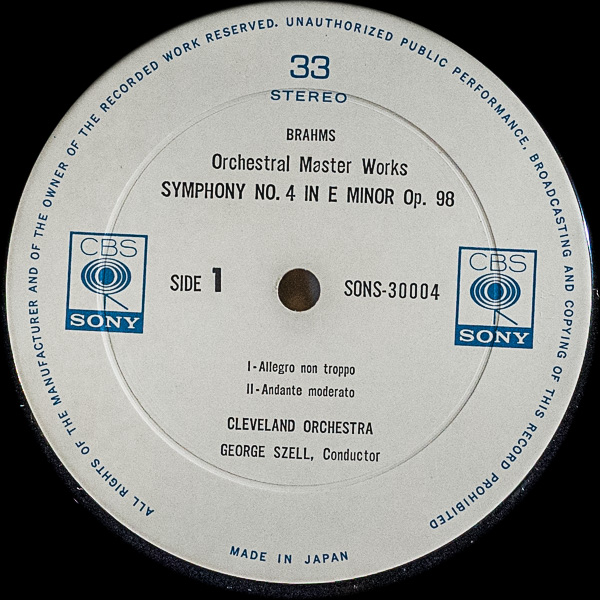 ALL RIGHTS OF THE MANUFACTURER AND OF THE OWNER OF THE RECORDED WORK RESERVED. UNAUTHORIZED PUBLIC PERFORMANCE, BROADCASTING AND COPYING OF THIS RECORD PROHIBITED
33
STEREO
BRAHMS
Orchestral Master Works
SYMPHONY NO. 4 IN E MINOR Op. 98
CBS
SONY
SIDE 1
SONS-30004
CBS
SONY
I-Allegro non troppo
II-Andante moderato
CLEVELAND ORCHESTRA
GEORGE SZELL, Conductor
MADE IN JAPAN